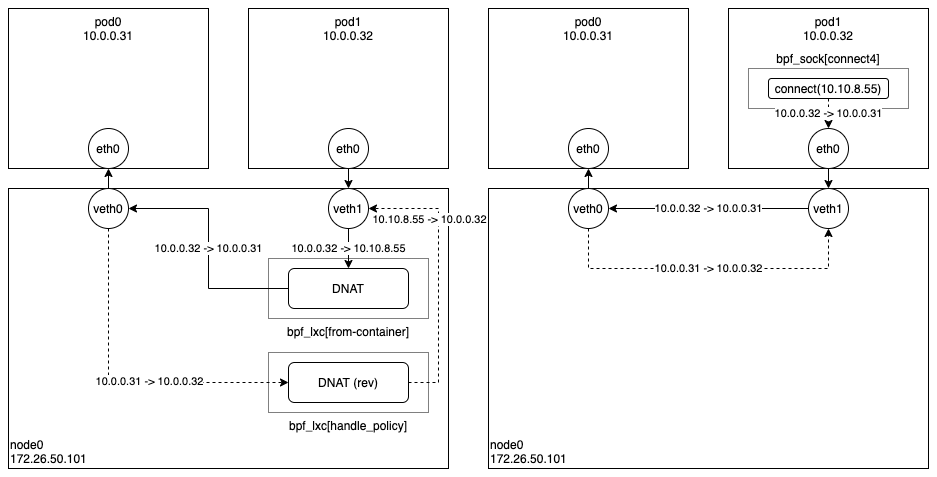 pod0
10.0.0.31
pod1
10.0.0.32
eth0
eth0
veth0
veth1
10.10.8.55 -> 10.0.0.32
10.0.0.32 -> 10.0.0.31
10.0.0.32 -> 10.10.8.55
DNAT
bpf_lxc[from-container]
10.0.0.31 -> 10.0.0.32
DNAT (rev)
bpf_lxc[handle_policy]
node0
172.26.50.101
pod0
10.0.0.31
pod1
10.0.0.32
bpf_sock[connect4]
connect(10.10.8.55)
10.0.0.32 -> 10.0.0.31
eth0
eth0
veth0
10.0.0.32 -> 10.0.0.31
veth1
10.0.0.31 -> 10.0.0.32
node0
172.26.50.101